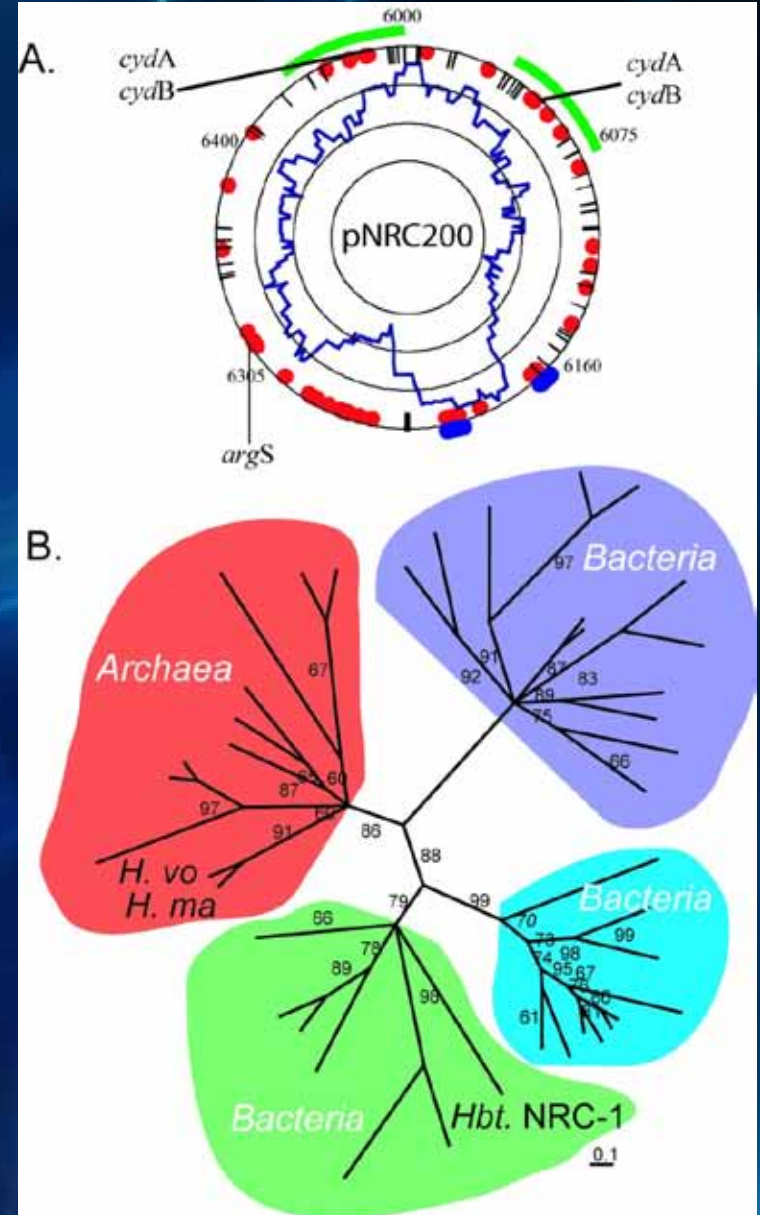 A.
6000
cydA
cydB
cydA
cydB
6400
6075
pNRC200
6305
6160
argS
B.
Bacteria
97
Archaea
91
92
87
83
89
75
67
66
65
60
87
97
91
86
H. vo
H. ma
88
79
99
Bacteria
70
66
73
99
78
74
98
89
95
67
76
98
61
Bacteria
Hbt. NRC-1
0.1